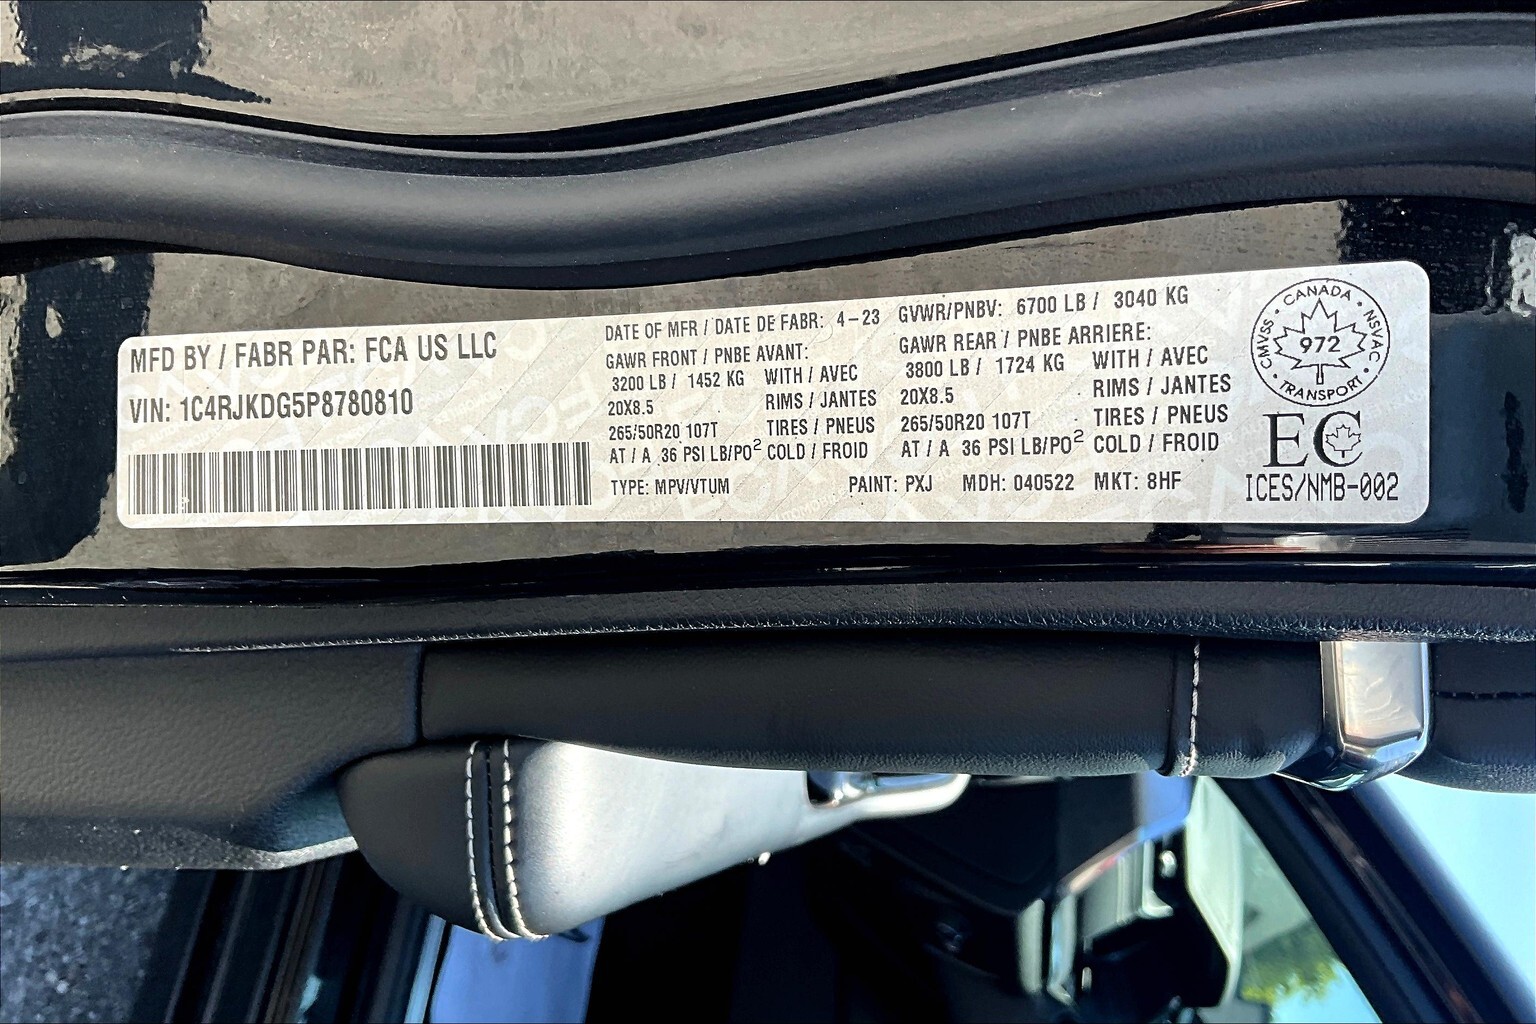 MFD BY / FABR PAR: FCA US LLC
VIN: 1C4RJKDG5P8780810
DATE OF MFR / DATE DE FABR: 4-23
GAWR FRONT / PNBE AVANT:
3200 LB / 1452 KG WITH / AVEC
20X8.5 RIMS / JANTES
265/50R20 107T TIRES / PNEUS
AT / A 36 PSI LB/PO² COLD / FROID
TYPE: MPV/VTUM
GVWR/PNBV: 6700 LB / 3040 KG
GAWR REAR / PNBE ARRIERE:
3800 LB / 1724 KG WITH / AVEC
20X8.5 RIMS / JANTES
265/50R20 107T TIRES / PNEUS
AT / A 36 PSI LB/PO² COLD / FROID
PAINT: PXJ MDH: 040522 MKT: 8HF
CANADA
CMVSS · NSVAC
972
TRANSPORT
EC
ICES/NMB-002